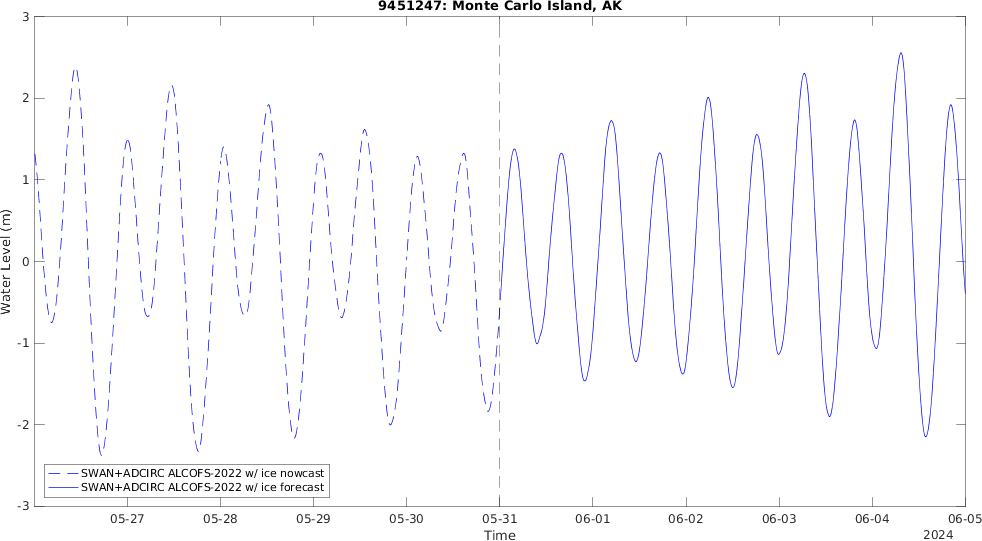 9451247: Monte Carlo Island, AK
Water Level (m)
3
2
1
0
-1
-2
-3
SWAN+ADCIRC ALCOFS-2022 w/ ice nowcast
SWAN+ADCIRC ALCOFS-2022 w/ ice forecast
05-27 05-28 05-29 05-30 05-31 06-01 06-02 06-03 06-04 06-05
Time
2024